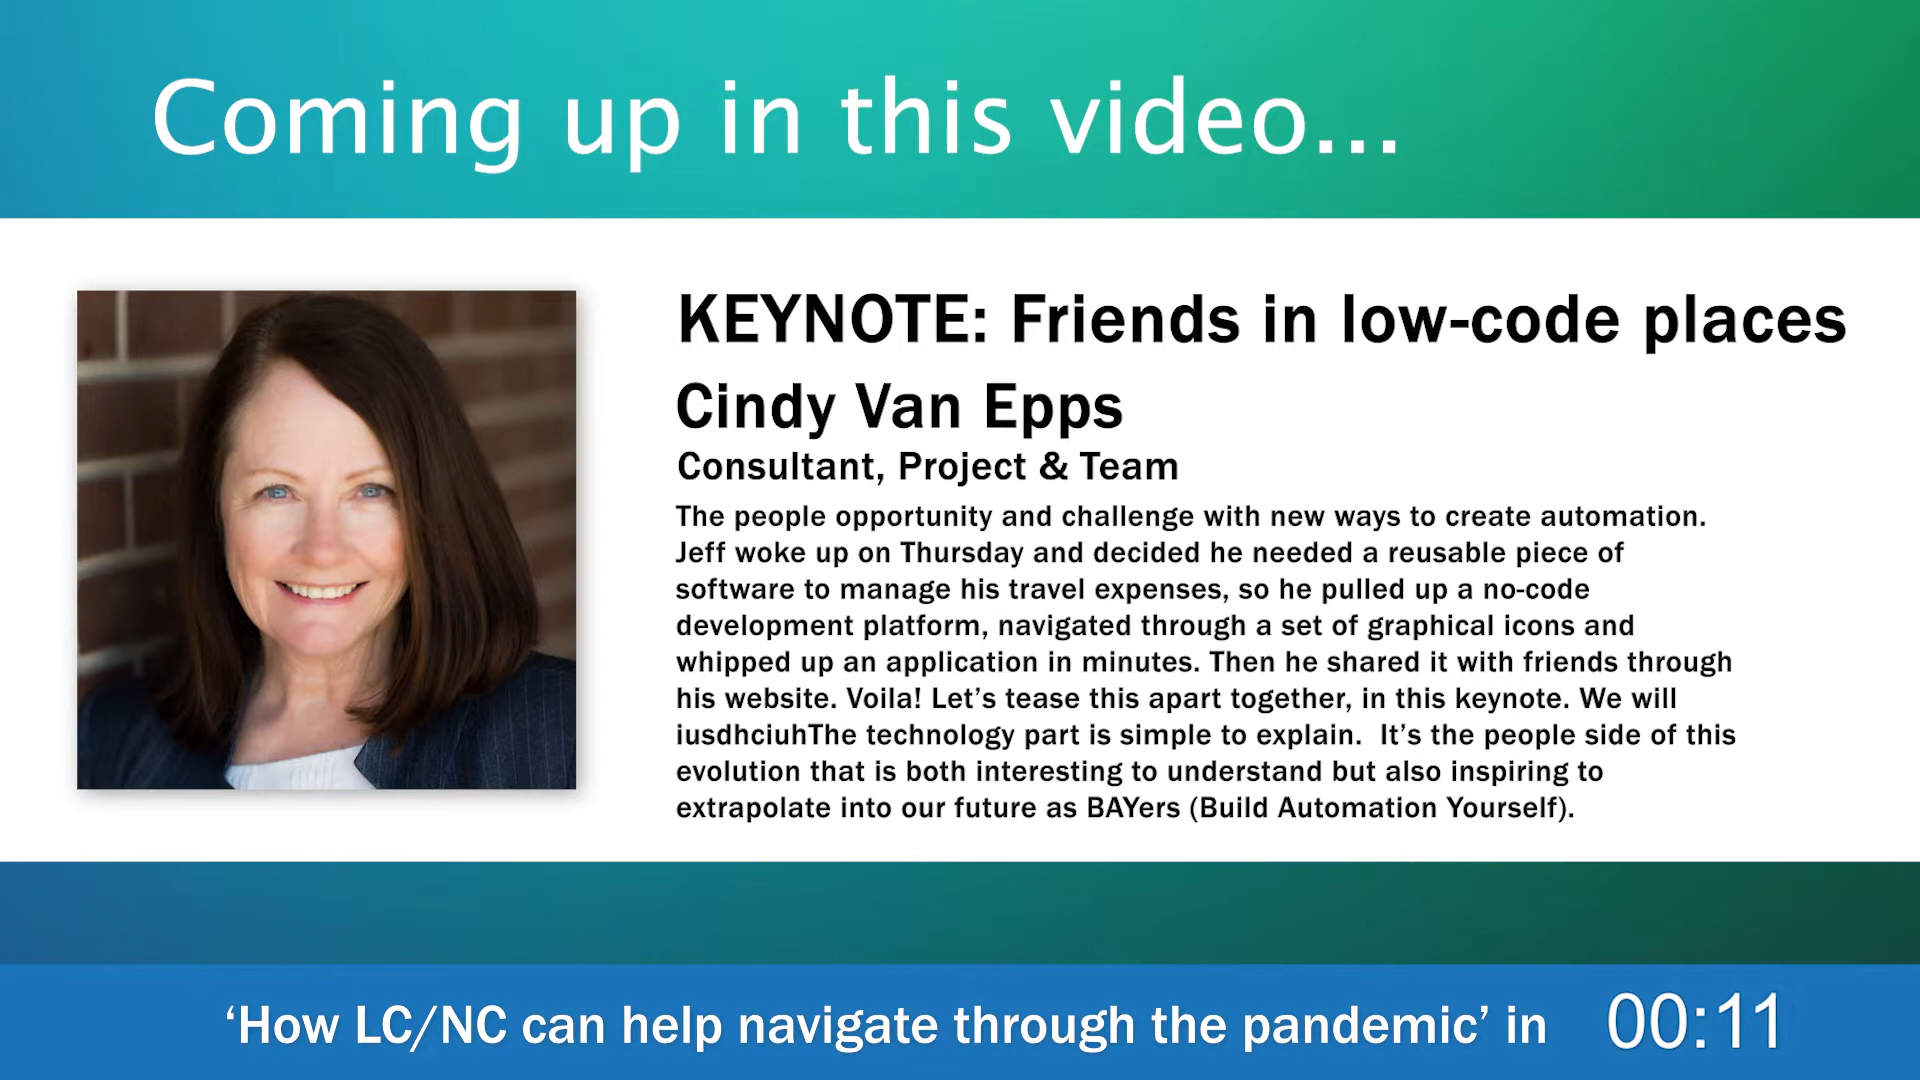 Coming up in this video...
KEYNOTE: Friends in low-code places
Cindy Van Epps
Consultant, Project & Team
The people opportunity and challenge with new ways to create automation.
Jeff woke up on Thursday and decided he needed a reusable piece of
software to manage his travel expenses, so he pulled up a no-code
development platform, navigated through a set of graphical icons and
whipped up an application in minutes. Then he shared it with friends through
his website. Voila! Let’s tease this apart together, in this keynote. We will
iusdhciuhThe technology part is simple to explain.  It’s the people side of this
evolution that is both interesting to understand but also inspiring to
extrapolate into our future as BAYers (Build Automation Yourself).
‘How LC/NC can help navigate through the pandemic’ in 00:11